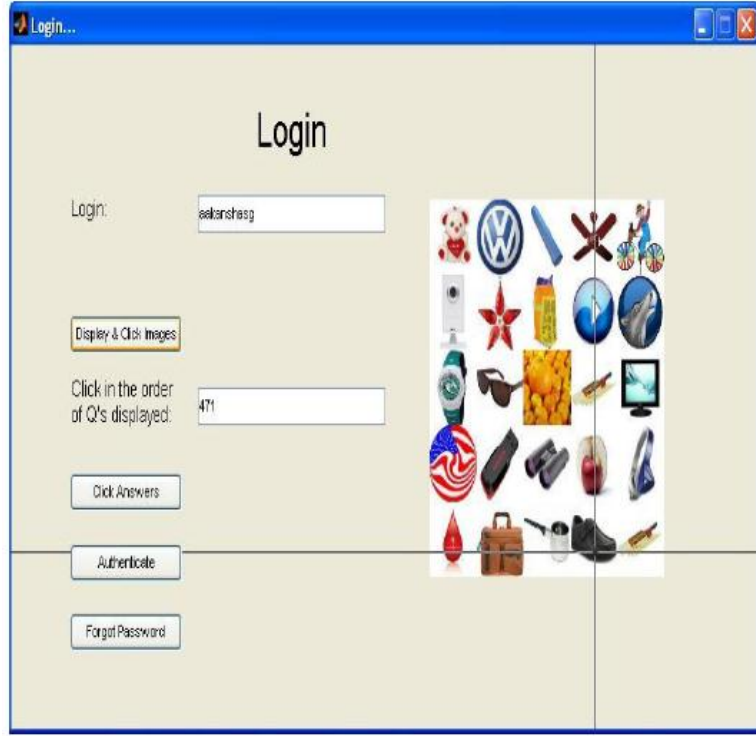 Login...
Login
Login:
aakanshasg
Display & Click Images
Click in the order
of Q's displayed:
471
Click Answers
Authenticate
Forgot Password